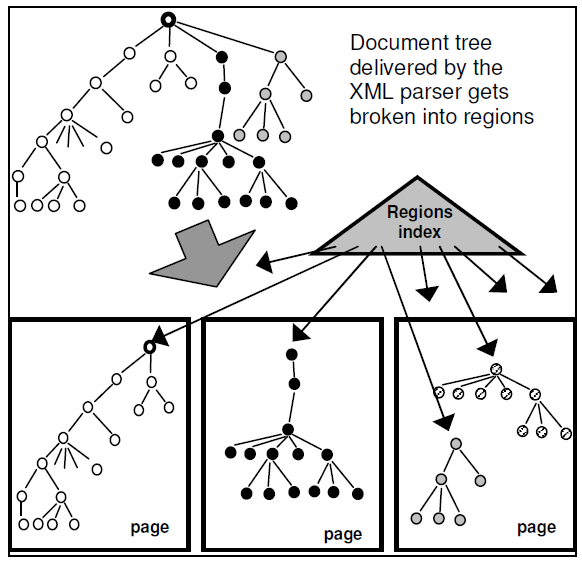 Document tree
delivered by the
XML parser gets
broken into regions
Regions
index
page
page
page